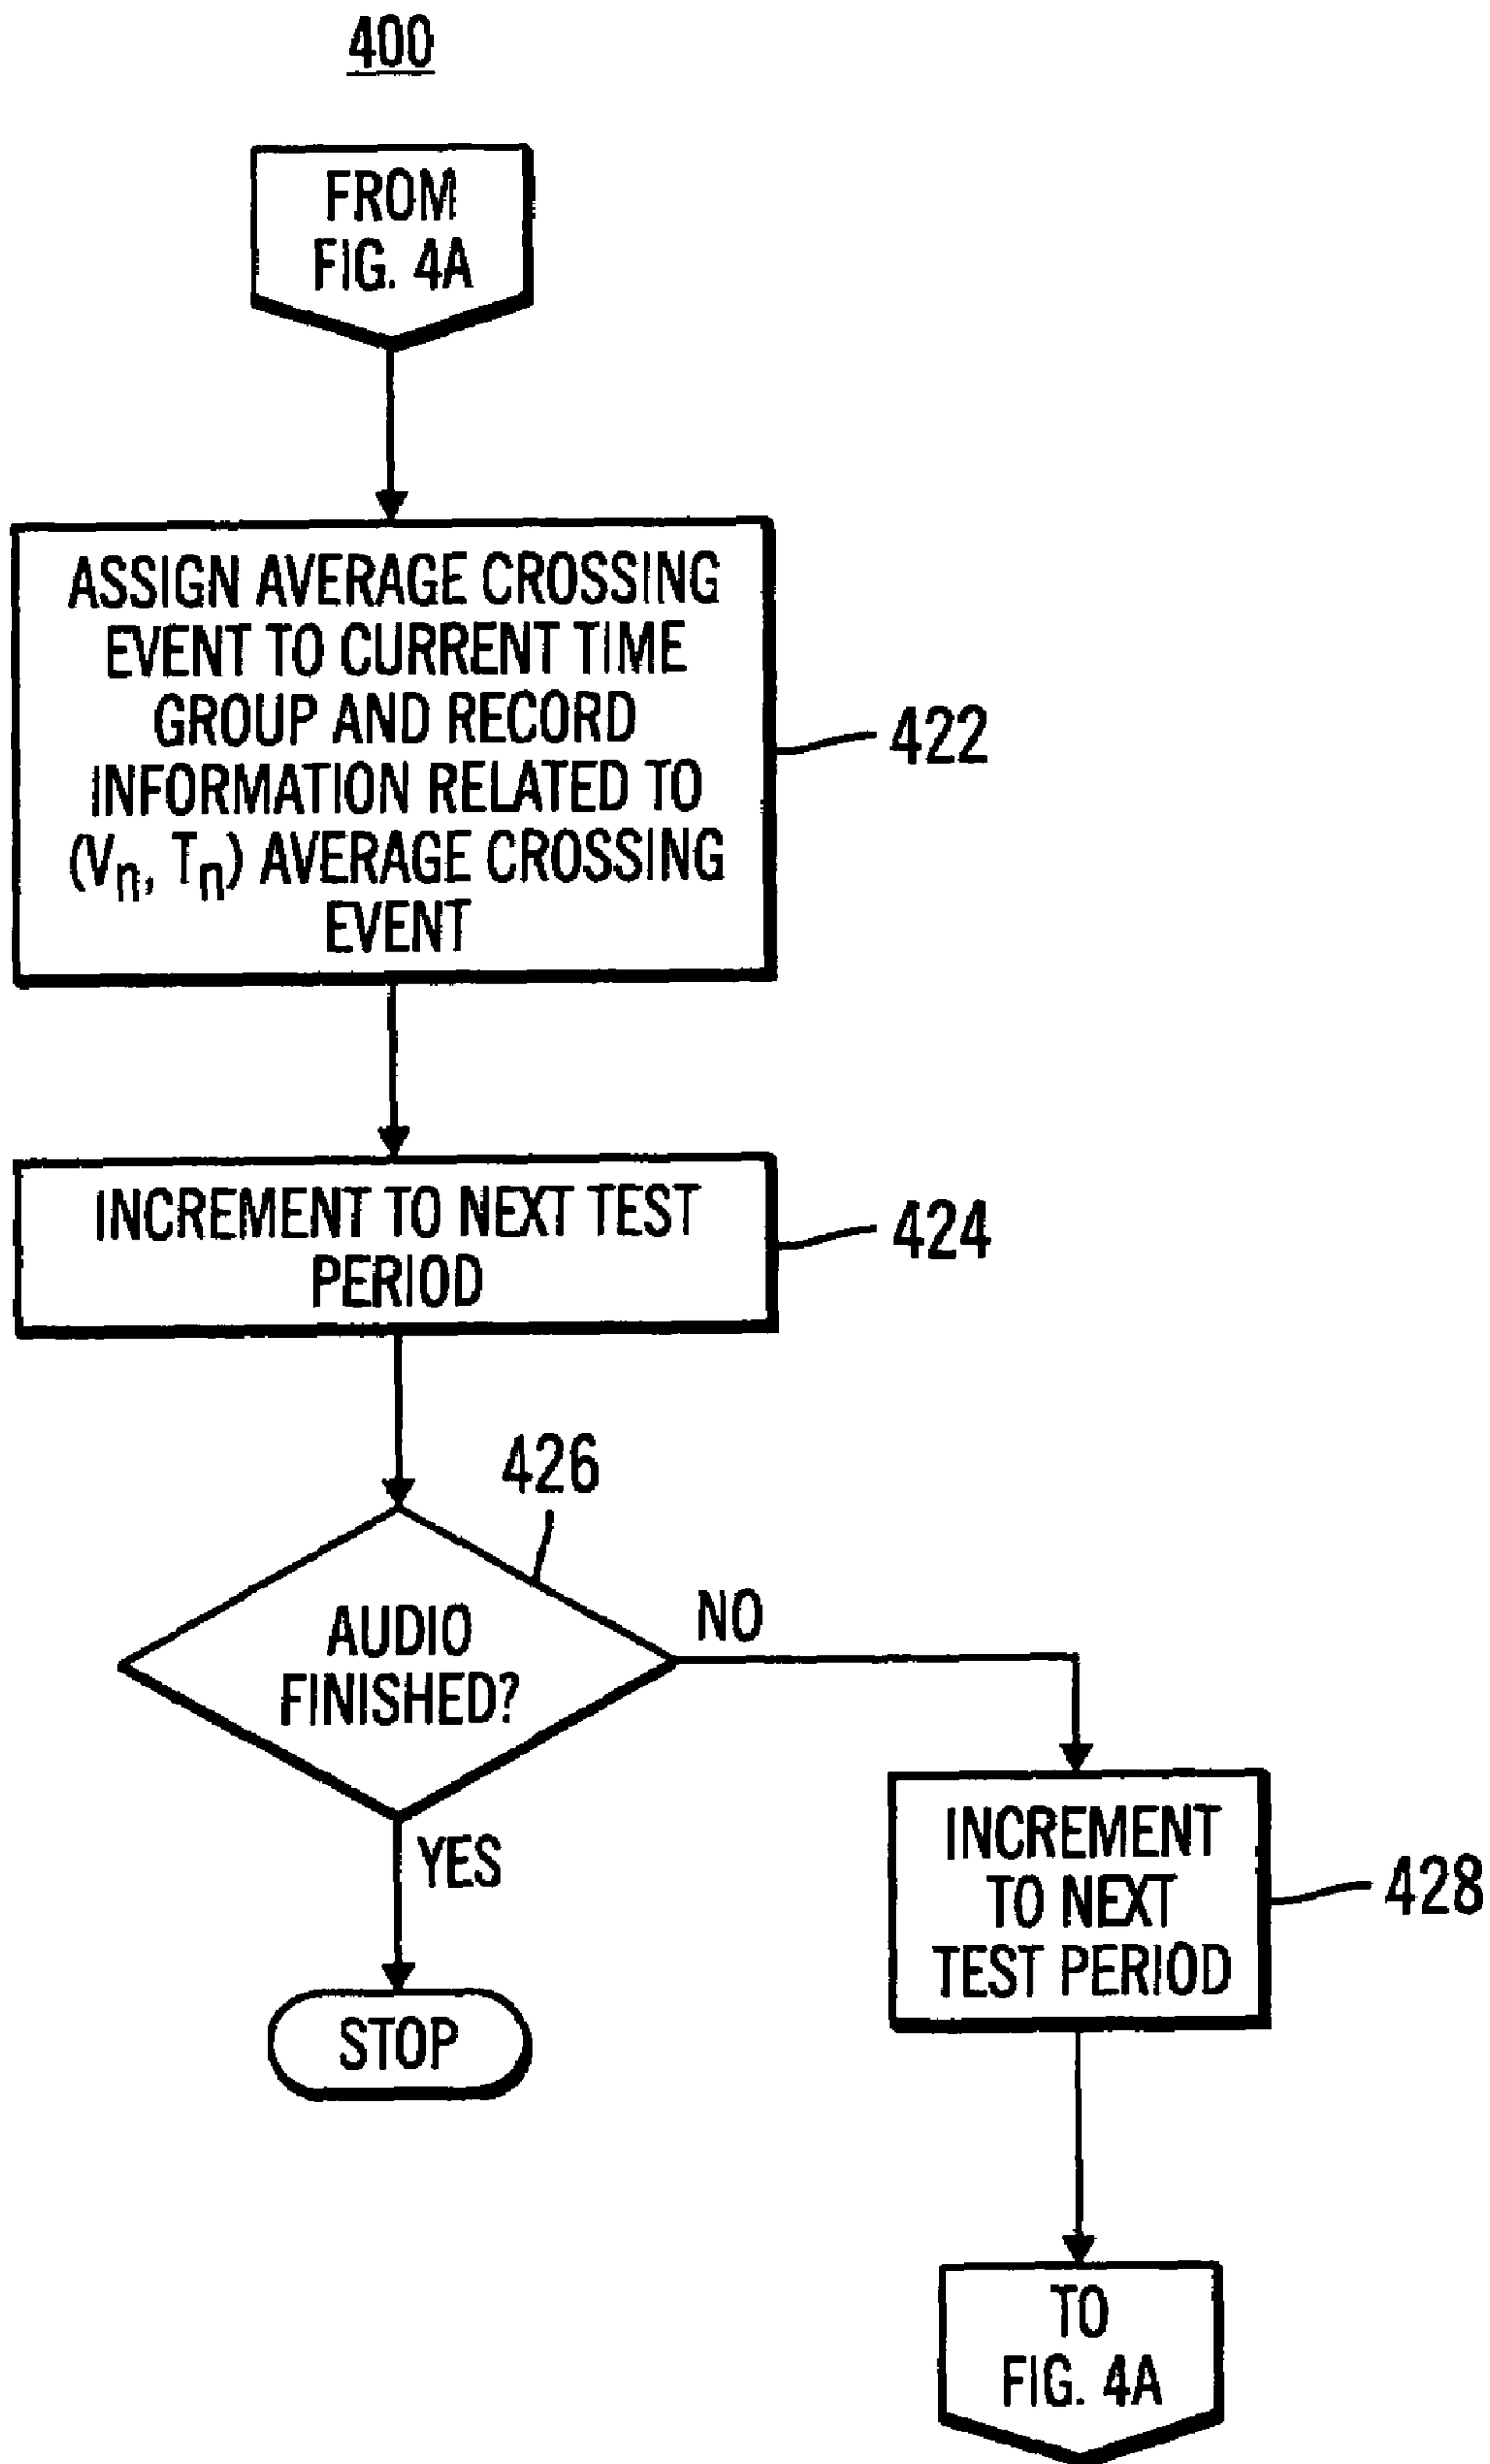 400
FROM
FIG. 4A
ASSIGN AVERAGE CROSSING
EVENT TO CURRENT TIME
GROUP AND RECORD
INFORMATION RELATED TO
(Vn, Tn) AVERAGE CROSSING
EVENT
422
INCREMENT TO NEXT TEST
PERIOD
424
426
AUDIO
FINISHED?
NO
YES
STOP
INCREMENT
TO NEXT
TEST PERIOD
428
TO
FIG. 4A